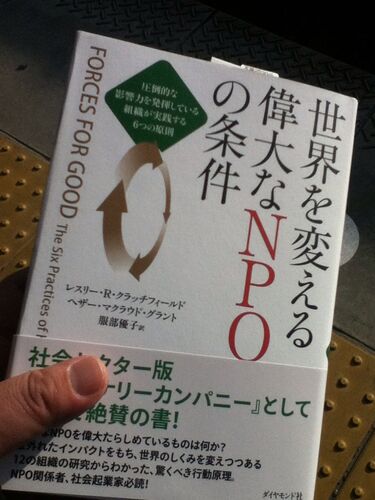 世界を変える
偉大なNPO
の条件
圧倒的な
影響力を発揮している
組織が実践する
6つの原則
FORCES FOR GOOD
The Six Practices of
レスリー・R・クラッチフィールド
ヘザー・マクラウド・グラント
服部優子 訳
社会セクター版
リーカンパニー』として
絶賛の書!
NPOを偉大たらしめているものは何か?
れたインパクトをもち、世界のしくみを変えつつある
12の組織の研究からわかった、驚くべき行動原理。
NPO関係者、社会起業家必読!
ダイヤモンド社